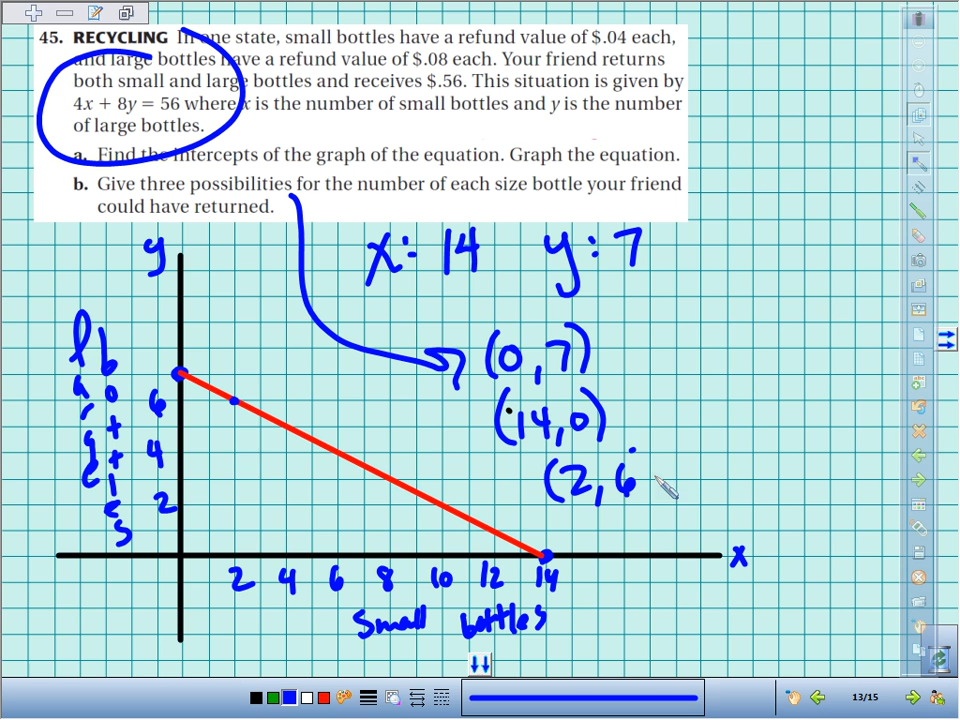 45. RECYCLING In one state, small bottles have a refund value of $.04 each,
and large bottles have a refund value of $.08 each. Your friend returns
both small and large bottles and receives $.56. This situation is given by
4x + 8y = 56 where x is the number of small bottles and y is the number
of large bottles.
a. Find the intercepts of the graph of the equation. Graph the equation.
b. Give three possibilities for the number of each size bottle your friend
could have returned.
y
x: 14 y: 7
large bottles
(0,7)
(14,0)
(2,6
6
4
2
x
2 4 6 8 10 12 14
Small bottles
13/15